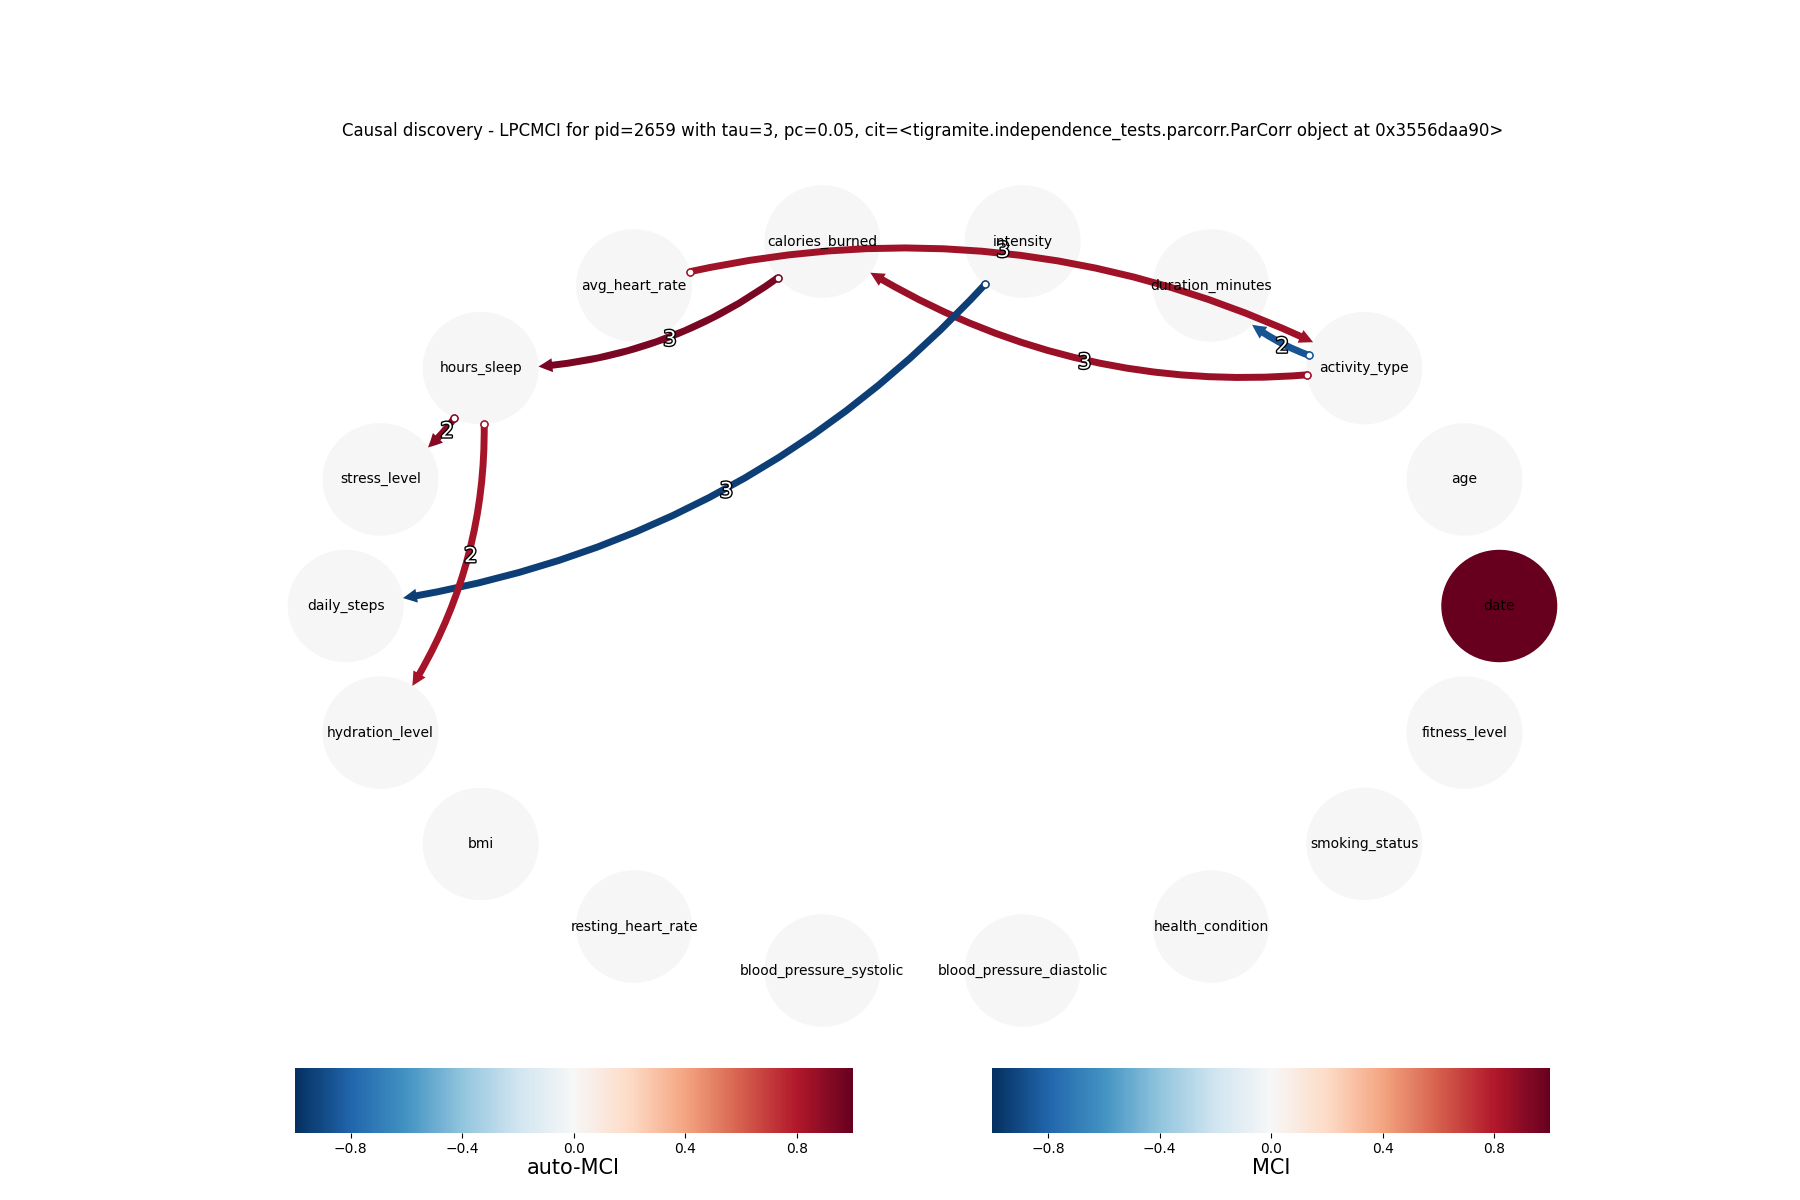 Causal discovery - LPCMCI for pid=2659 with tau=3, pc=0.05, cit=<tigramite.independence_tests.parcorr.ParCorr object at 0x3556daa90>
calories_burned
intensity
3
avg_heart_rate
duration_minutes
3
2
3
hours_sleep
activity_type
2
stress_level
age
3
2
daily_steps
date
hydration_level
fitness_level
bmi
smoking_status
resting_heart_rate
health_condition
blood_pressure_systolic
blood_pressure_diastolic
−0.8 −0.4 0.0 0.4 0.8
auto-MCI
−0.8 −0.4 0.0 0.4 0.8
MCI